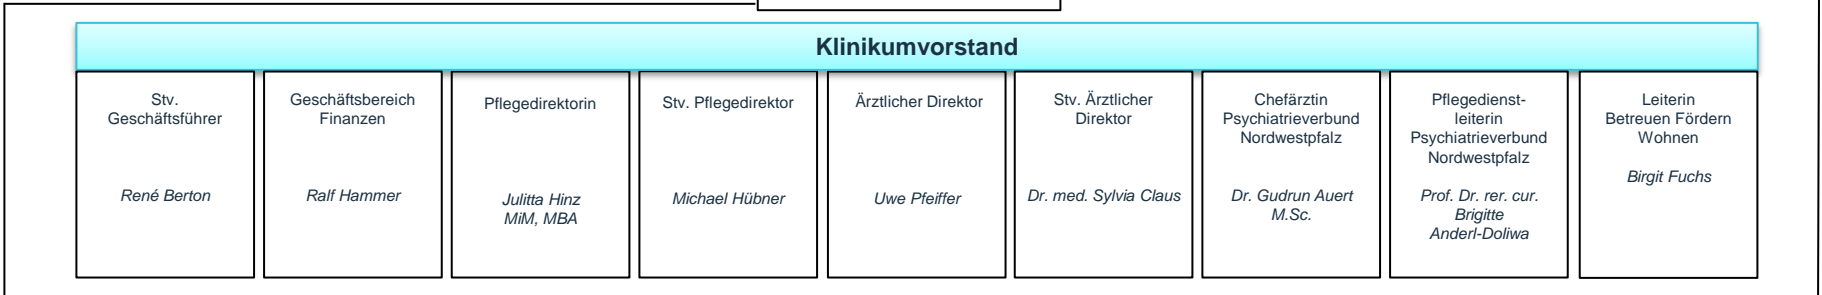 Klinikumvorstand
Stv.
Geschäftsführer
René Berton
Geschäftsbereich
Finanzen
Ralf Hammer
Pflegedirektorin
Julitta Hinz
MiM, MBA
Stv. Pflegedirektor
Michael Hübner
Ärztlicher Direktor
Uwe Pfeiffer
Stv. Ärztlicher
Direktor
Dr. med. Sylvia Claus
Chefärztin
Psychiatrieverbund
Nordwestpfalz
Dr. Gudrun Auert
M.Sc.
Pflegedienst-
leiterin
Psychiatrieverbund
Nordwestpfalz
Prof. Dr. rer. cur.
Brigitte
Anderl-Doliwa
Leiterin
Betreuen Fördern
Wohnen
Birgit Fuchs